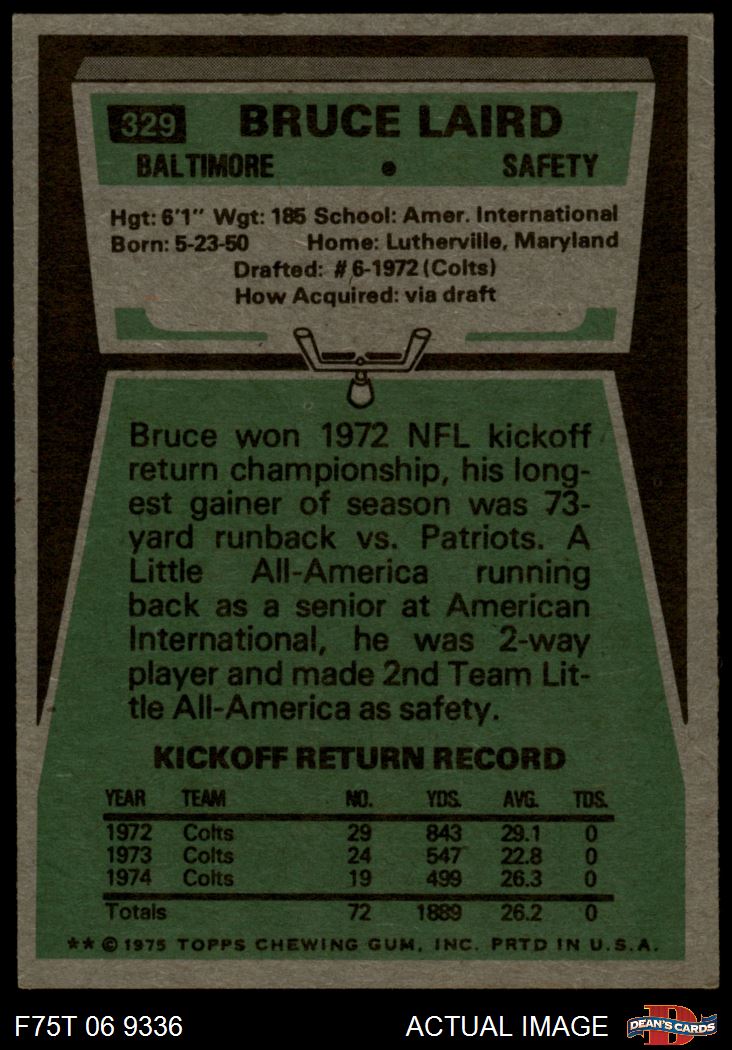 329 BRUCE LAIRD
BALTIMORE • SAFETY
Hgt: 6'1" Wgt: 185 School: Amer. International
Born: 5-23-50 Home: Lutherville, Maryland
Drafted: #6-1972 (Colts)
How Acquired: via draft
Bruce won 1972 NFL kickoff
return championship, his long-
est gainer of season was 73-
yard runback vs. Patriots. A
Little All-America running
back as a senior at American
International, he was 2-way
player and made 2nd Team Lit-
tle All-America as safety.
KICKOFF RETURN RECORD
YEAR TEAM NO. YDS. AVG. TDS.
1972 Colts 29 843 29.1 0
1973 Colts 24 547 22.8 0
1974 Colts 19 499 26.3 0
Totals 72 1889 26.2 0
** © 1975 TOPPS CHEWING GUM, INC. PRTD IN U.S.A.
F75T 06 9336 ACTUAL IMAGE D DEAN'S CARDS